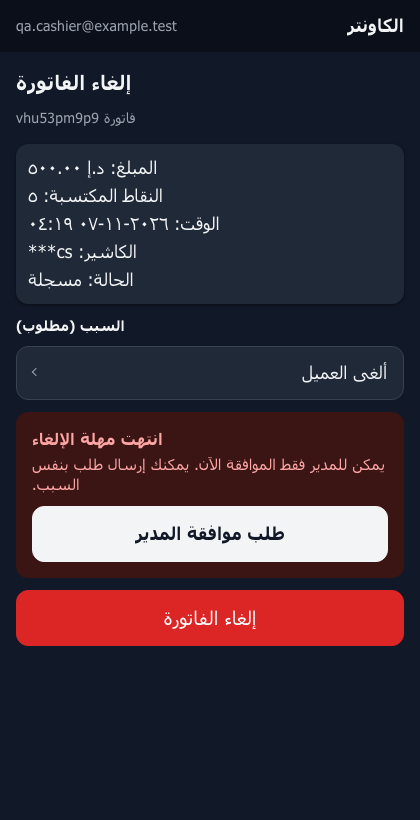 الكاونتر
qa.cashier@example.test
إلغاء الفاتورة
فاتورة vhu53pm9p9
المبلغ: د.إ ٥٠٠.٠٠
النقاط المكتسبة: ٥
الوقت: ٢٠٢٦-١١-٠٧ ٠٤:١٩
الكاشير: cs***
الحالة: مسجلة
السبب (مطلوب)
ألغى العميل
انتهت مهلة الإلغاء
يمكن للمدير فقط الموافقة الآن. يمكنك إرسال طلب بنفس
السبب.
طلب موافقة المدير
إلغاء الفاتورة